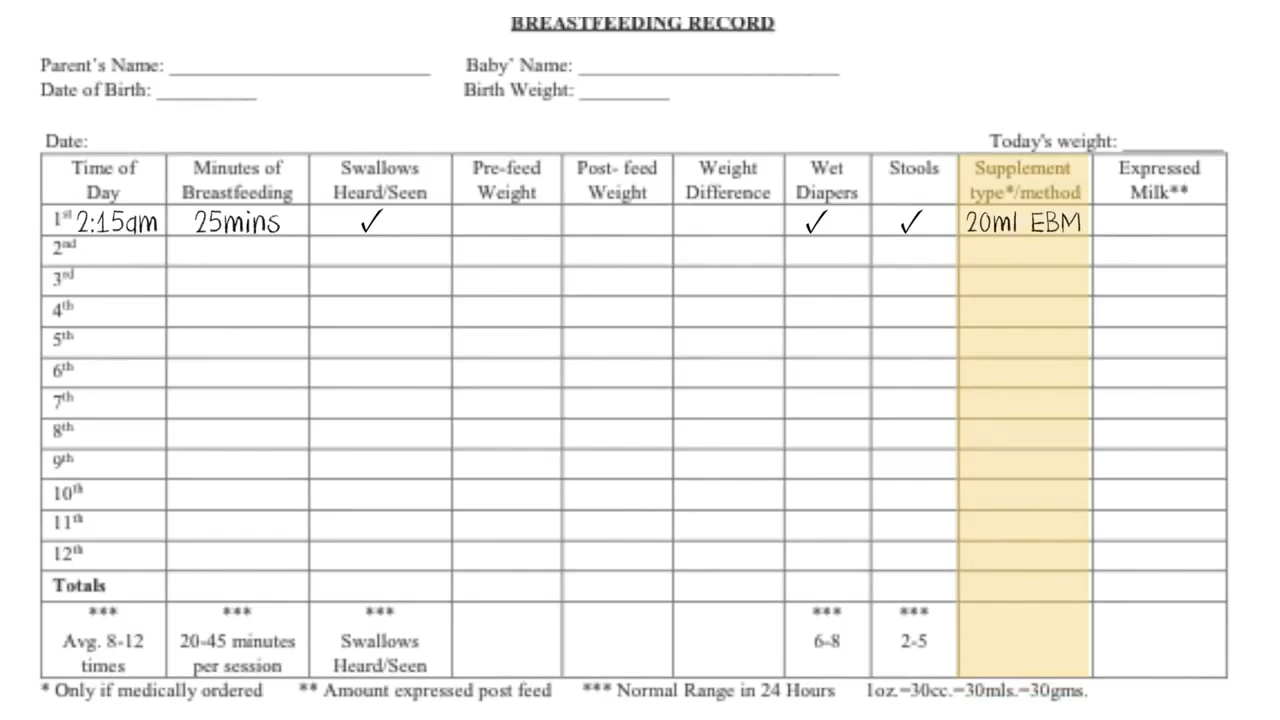 BREASTFEEDING RECORD
Parent's Name: __________________________ Baby' Name: __________________________
Date of Birth: __________ Birth Weight: _________
Date: Today's weight: __________
Time of Day Minutes of Breastfeeding Swallows Heard/Seen Pre-feed Weight Post- feed Weight Weight Difference Wet Diapers Stools Supplement type*/method Expressed Milk**
1st 2:15am 25mins ✓ ✓ ✓ 20ml EBM
2nd
3rd
4th
5th
6th
7th
8th
9th
10th
11th
12th
Totals
*** *** *** *** ***
Avg. 8-12 20-45 minutes Swallows 6-8 2-5
times per session Heard/Seen
* Only if medically ordered ** Amount expressed post feed *** Normal Range in 24 Hours 1oz.=30cc.=30mls.=30gms.